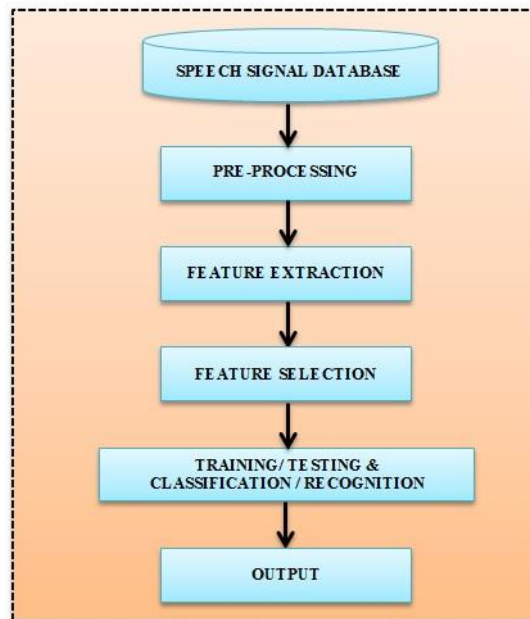 SPEECH SIGNAL DATABASE
PRE-PROCESSING
FEATURE EXTRACTION
FEATURE SELECTION
TRAINING/ TESTING &
CLASSIFICATION / RECOGNITION
OUTPUT